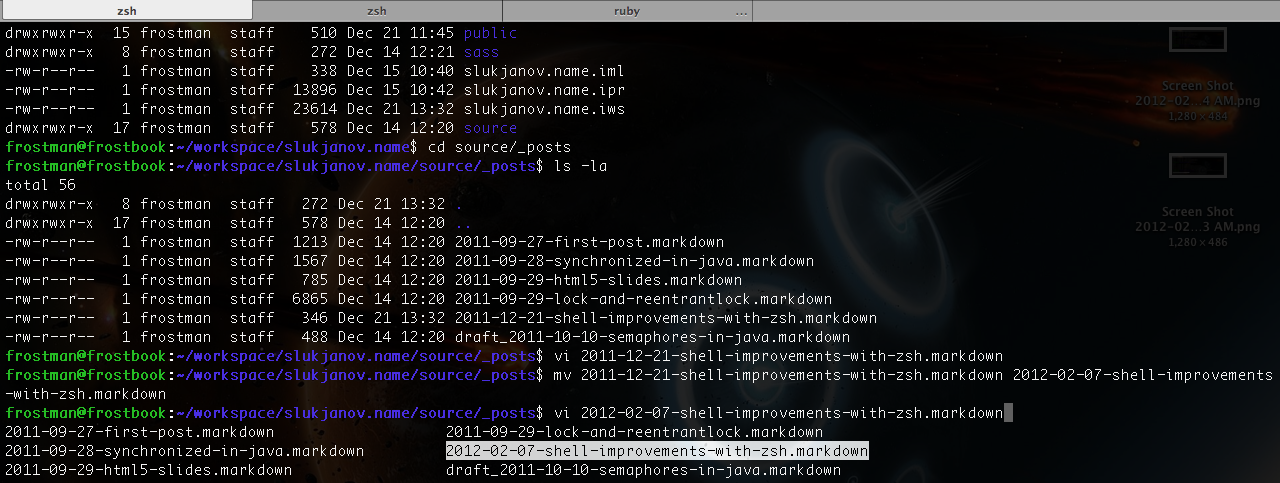 zsh
zsh
ruby
...
drwxrwxr-x  15 frostman  staff    510 Dec 21 11:45 public
drwxrwxr-x   8 frostman  staff    272 Dec 14 12:21 sass
-rw-r--r--   1 frostman  staff    338 Dec 15 10:40 slukjanov.name.iml
-rw-r--r--   1 frostman  staff  13896 Dec 15 10:42 slukjanov.name.ipr
-rw-r--r--   1 frostman  staff  23614 Dec 21 13:32 slukjanov.name.iws
drwxrwxr-x  17 frostman  staff    578 Dec 14 12:20 source
frostman@frostbook:~/workspace/slukjanov.name$ cd source/_posts
frostman@frostbook:~/workspace/slukjanov.name/source/_posts$ ls -la
total 56
drwxrwxr-x   8 frostman  staff   272 Dec 21 13:32 .
drwxrwxr-x  17 frostman  staff   578 Dec 14 12:20 ..
-rw-r--r--   1 frostman  staff  1213 Dec 14 12:20 2011-09-27-first-post.markdown
-rw-r--r--   1 frostman  staff  1567 Dec 14 12:20 2011-09-28-synchronized-in-java.markdown
-rw-r--r--   1 frostman  staff   785 Dec 14 12:20 2011-09-29-html5-slides.markdown
-rw-r--r--   1 frostman  staff  6865 Dec 14 12:20 2011-09-29-lock-and-reentrantlock.markdown
-rw-r--r--   1 frostman  staff   346 Dec 21 13:32 2011-12-21-shell-improvements-with-zsh.markdown
-rw-r--r--   1 frostman  staff   488 Dec 14 12:20 draft_2011-10-10-semaphores-in-java.markdown
frostman@frostbook:~/workspace/slukjanov.name/source/_posts$ vi 2011-12-21-shell-improvements-with-zsh.markdown
frostman@frostbook:~/workspace/slukjanov.name/source/_posts$ mv 2011-12-21-shell-improvements-with-zsh.markdown 2012-02-07-shell-improvements
-with-zsh.markdown
frostman@frostbook:~/workspace/slukjanov.name/source/_posts$ vi 2012-02-07-shell-improvements-with-zsh.markdown
2011-09-27-first-post.markdown                   2011-09-29-lock-and-reentrantlock.markdown
2011-09-28-synchronized-in-java.markdown         2012-02-07-shell-improvements-with-zsh.markdown
2011-09-29-html5-slides.markdown                 draft_2011-10-10-semaphores-in-java.markdown
Screen Shot
2012-02...4 AM.png
1,280 × 484
Screen Shot
2012-02...3 AM.png
1,280 × 486